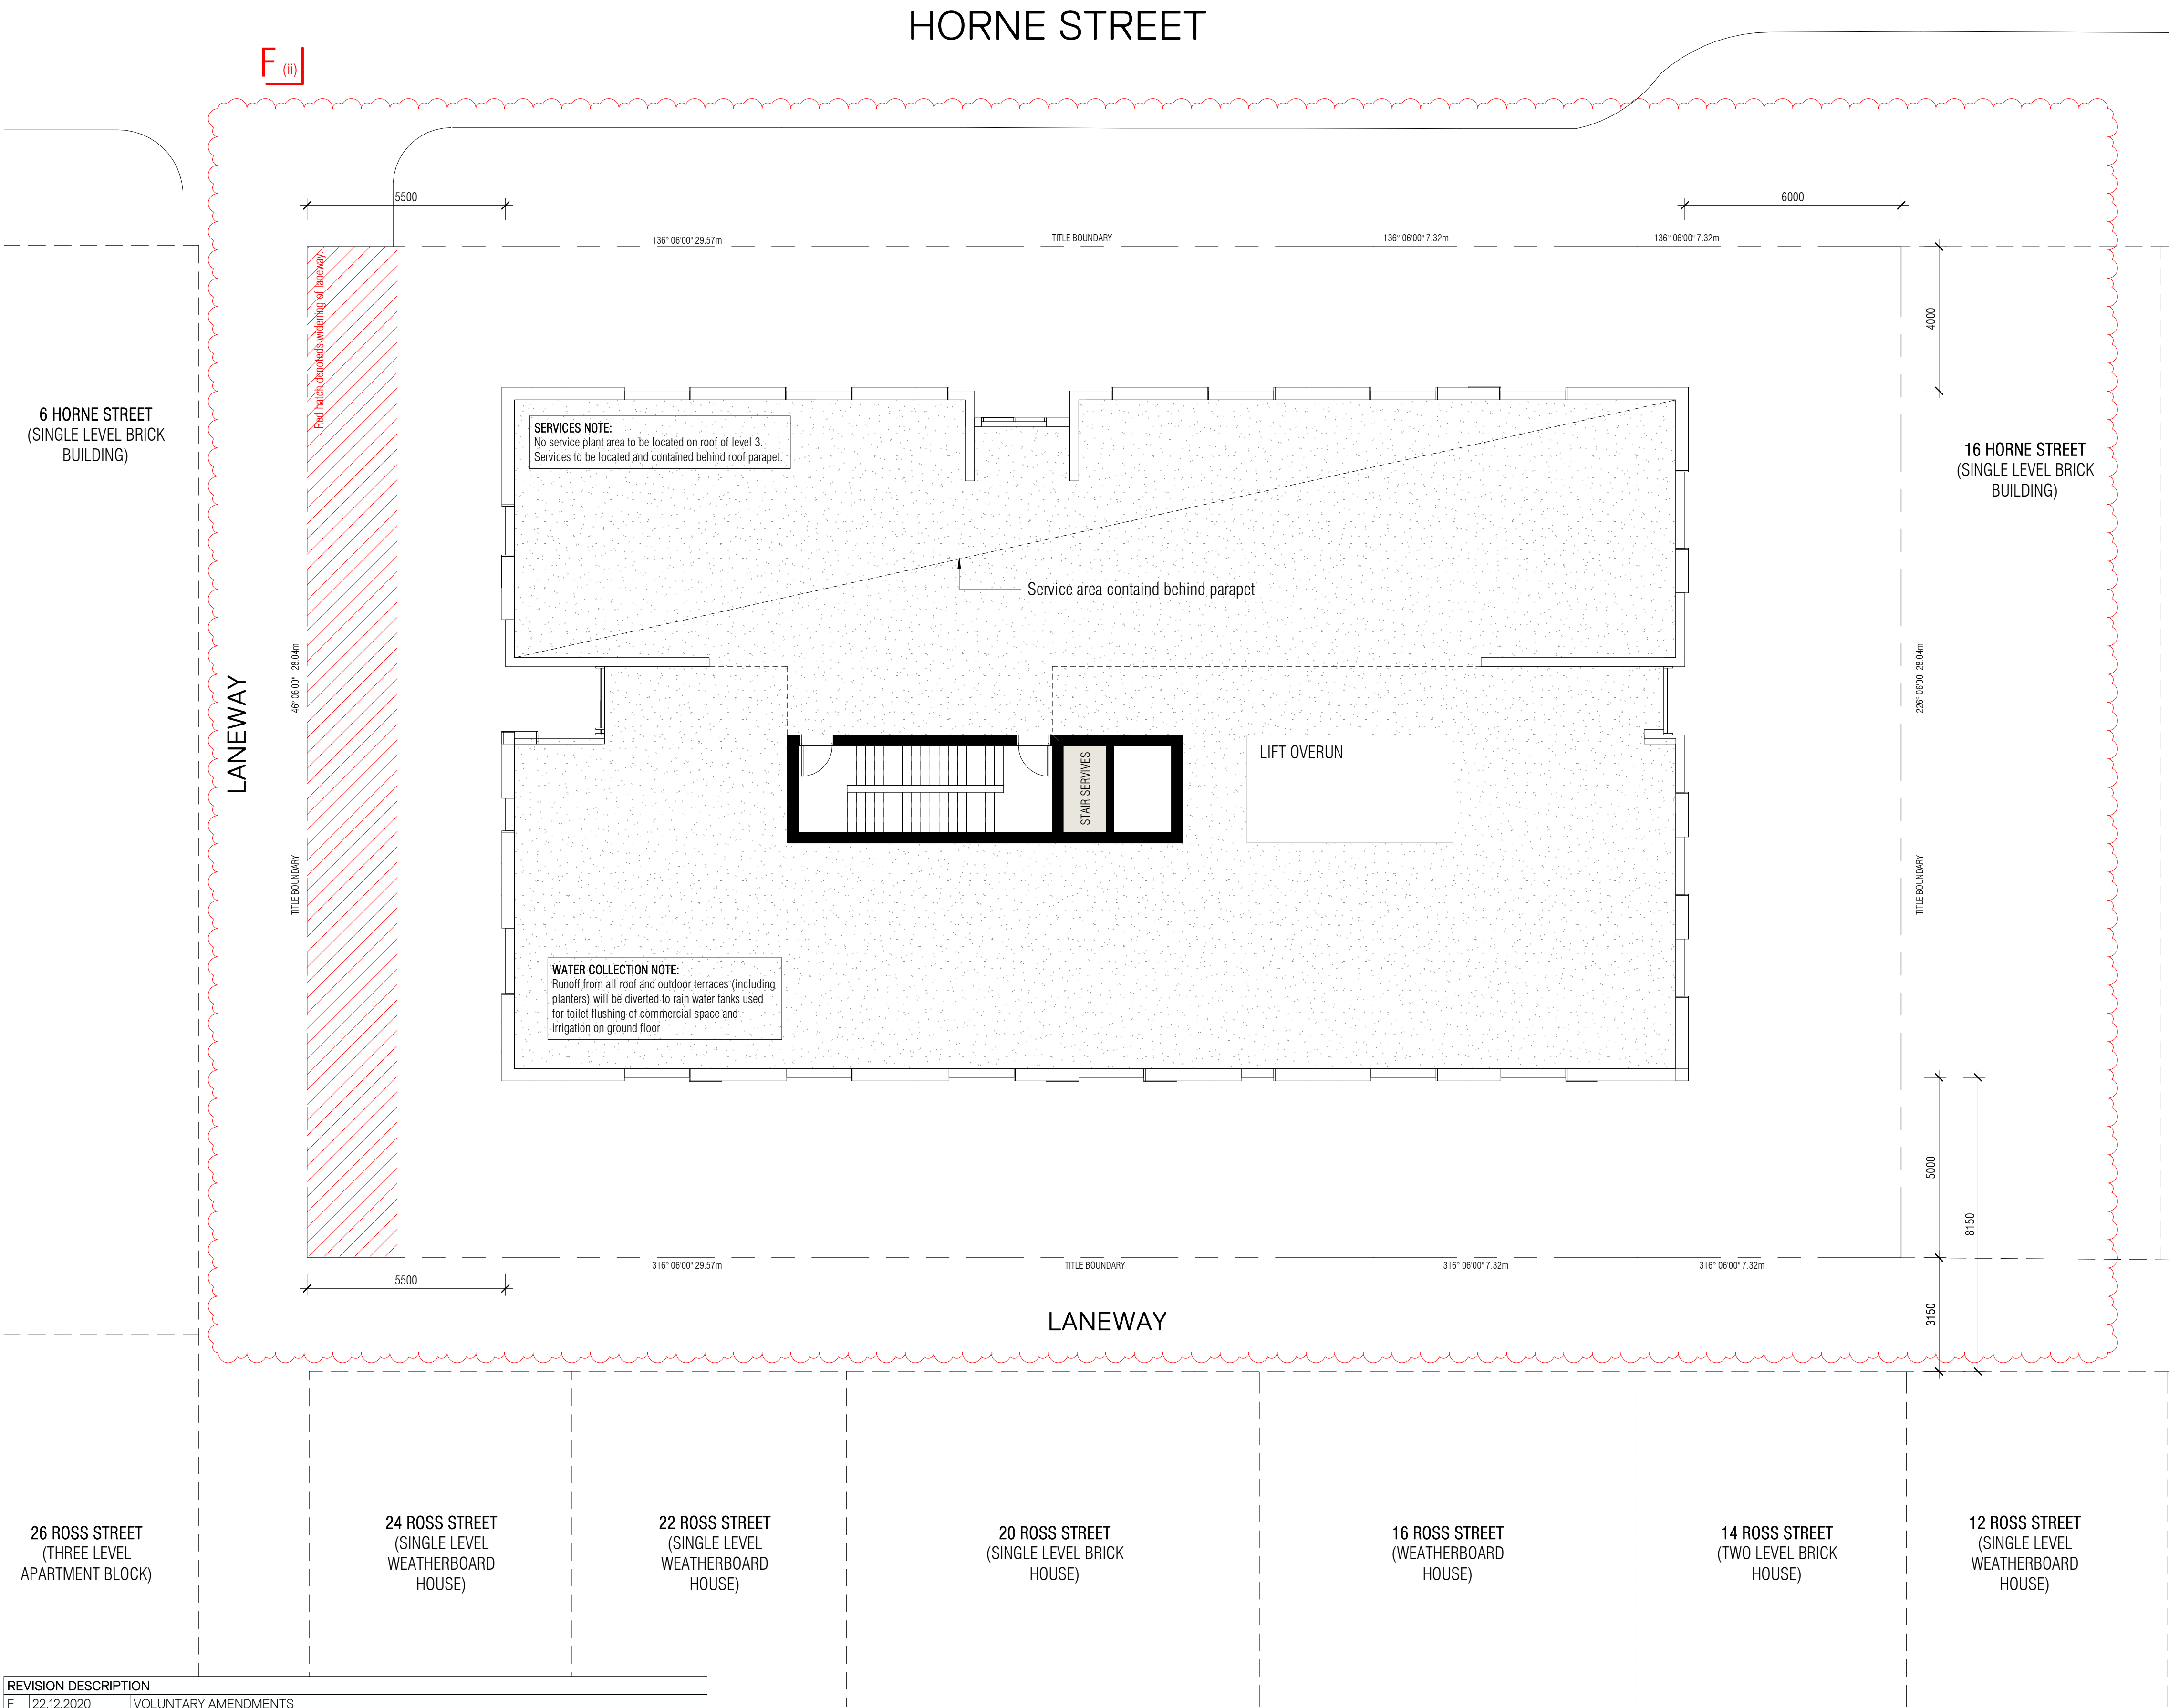 HORNE STREET
F (ii)
5500
6000
136° 06'00" 29.57m
TITLE BOUNDARY
136° 06'00" 7.32m
136° 06'00" 7.32m
Red hatch denoteds widening of laneway.
4000
6 HORNE STREET
(SINGLE LEVEL BRICK
BUILDING)
SERVICES NOTE:
No service plant area to be located on roof of level 3.
Services to be located and contained behind roof parapet.
16 HORNE STREET
(SINGLE LEVEL BRICK
BUILDING)
Service area containd behind parapet
LANEWAY
46° 06'00" 28.04m
TITLE BOUNDARY
226° 06'00" 28.04m
TITLE BOUNDARY
STAIR SERVIVES
LIFT OVERUN
WATER COLLECTION NOTE:
Runoff from all roof and outdoor terraces (including
planters) will be diverted to rain water tanks used
for toilet flushing of commercial space and
irrigation on ground floor
5000
8150
3150
316° 06'00" 29.57m
TITLE BOUNDARY
316° 06'00" 7.32m
316° 06'00" 7.32m
5500
LANEWAY
26 ROSS STREET
(THREE LEVEL
APARTMENT BLOCK)
24 ROSS STREET
(SINGLE LEVEL
WEATHERBOARD
HOUSE)
22 ROSS STREET
(SINGLE LEVEL
WEATHERBOARD
HOUSE)
20 ROSS STREET
(SINGLE LEVEL BRICK
HOUSE)
16 ROSS STREET
(WEATHERBOARD
HOUSE)
14 ROSS STREET
(TWO LEVEL BRICK
HOUSE)
12 ROSS STREET
(SINGLE LEVEL
WEATHERBOARD
HOUSE)
REVISION DESCRIPTION
F 22.12.2020 VOLUNTARY AMENDMENTS